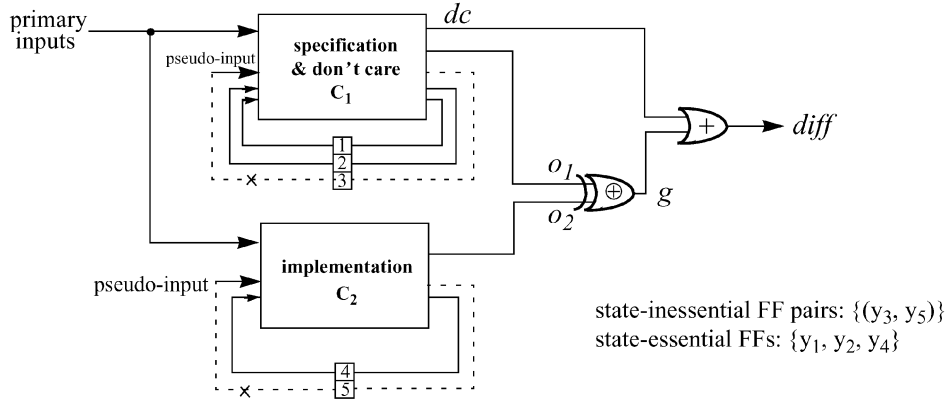 primary
inputs
dc
specification
& don't care
C1
pseudo-input
1
2
3
×
o1
o2
⊕
g
+
diff
implementation
C2
pseudo-input
4
5
×
state-inessential FF pairs: {(y3, y5)}
state-essential FFs: {y1, y2, y4}